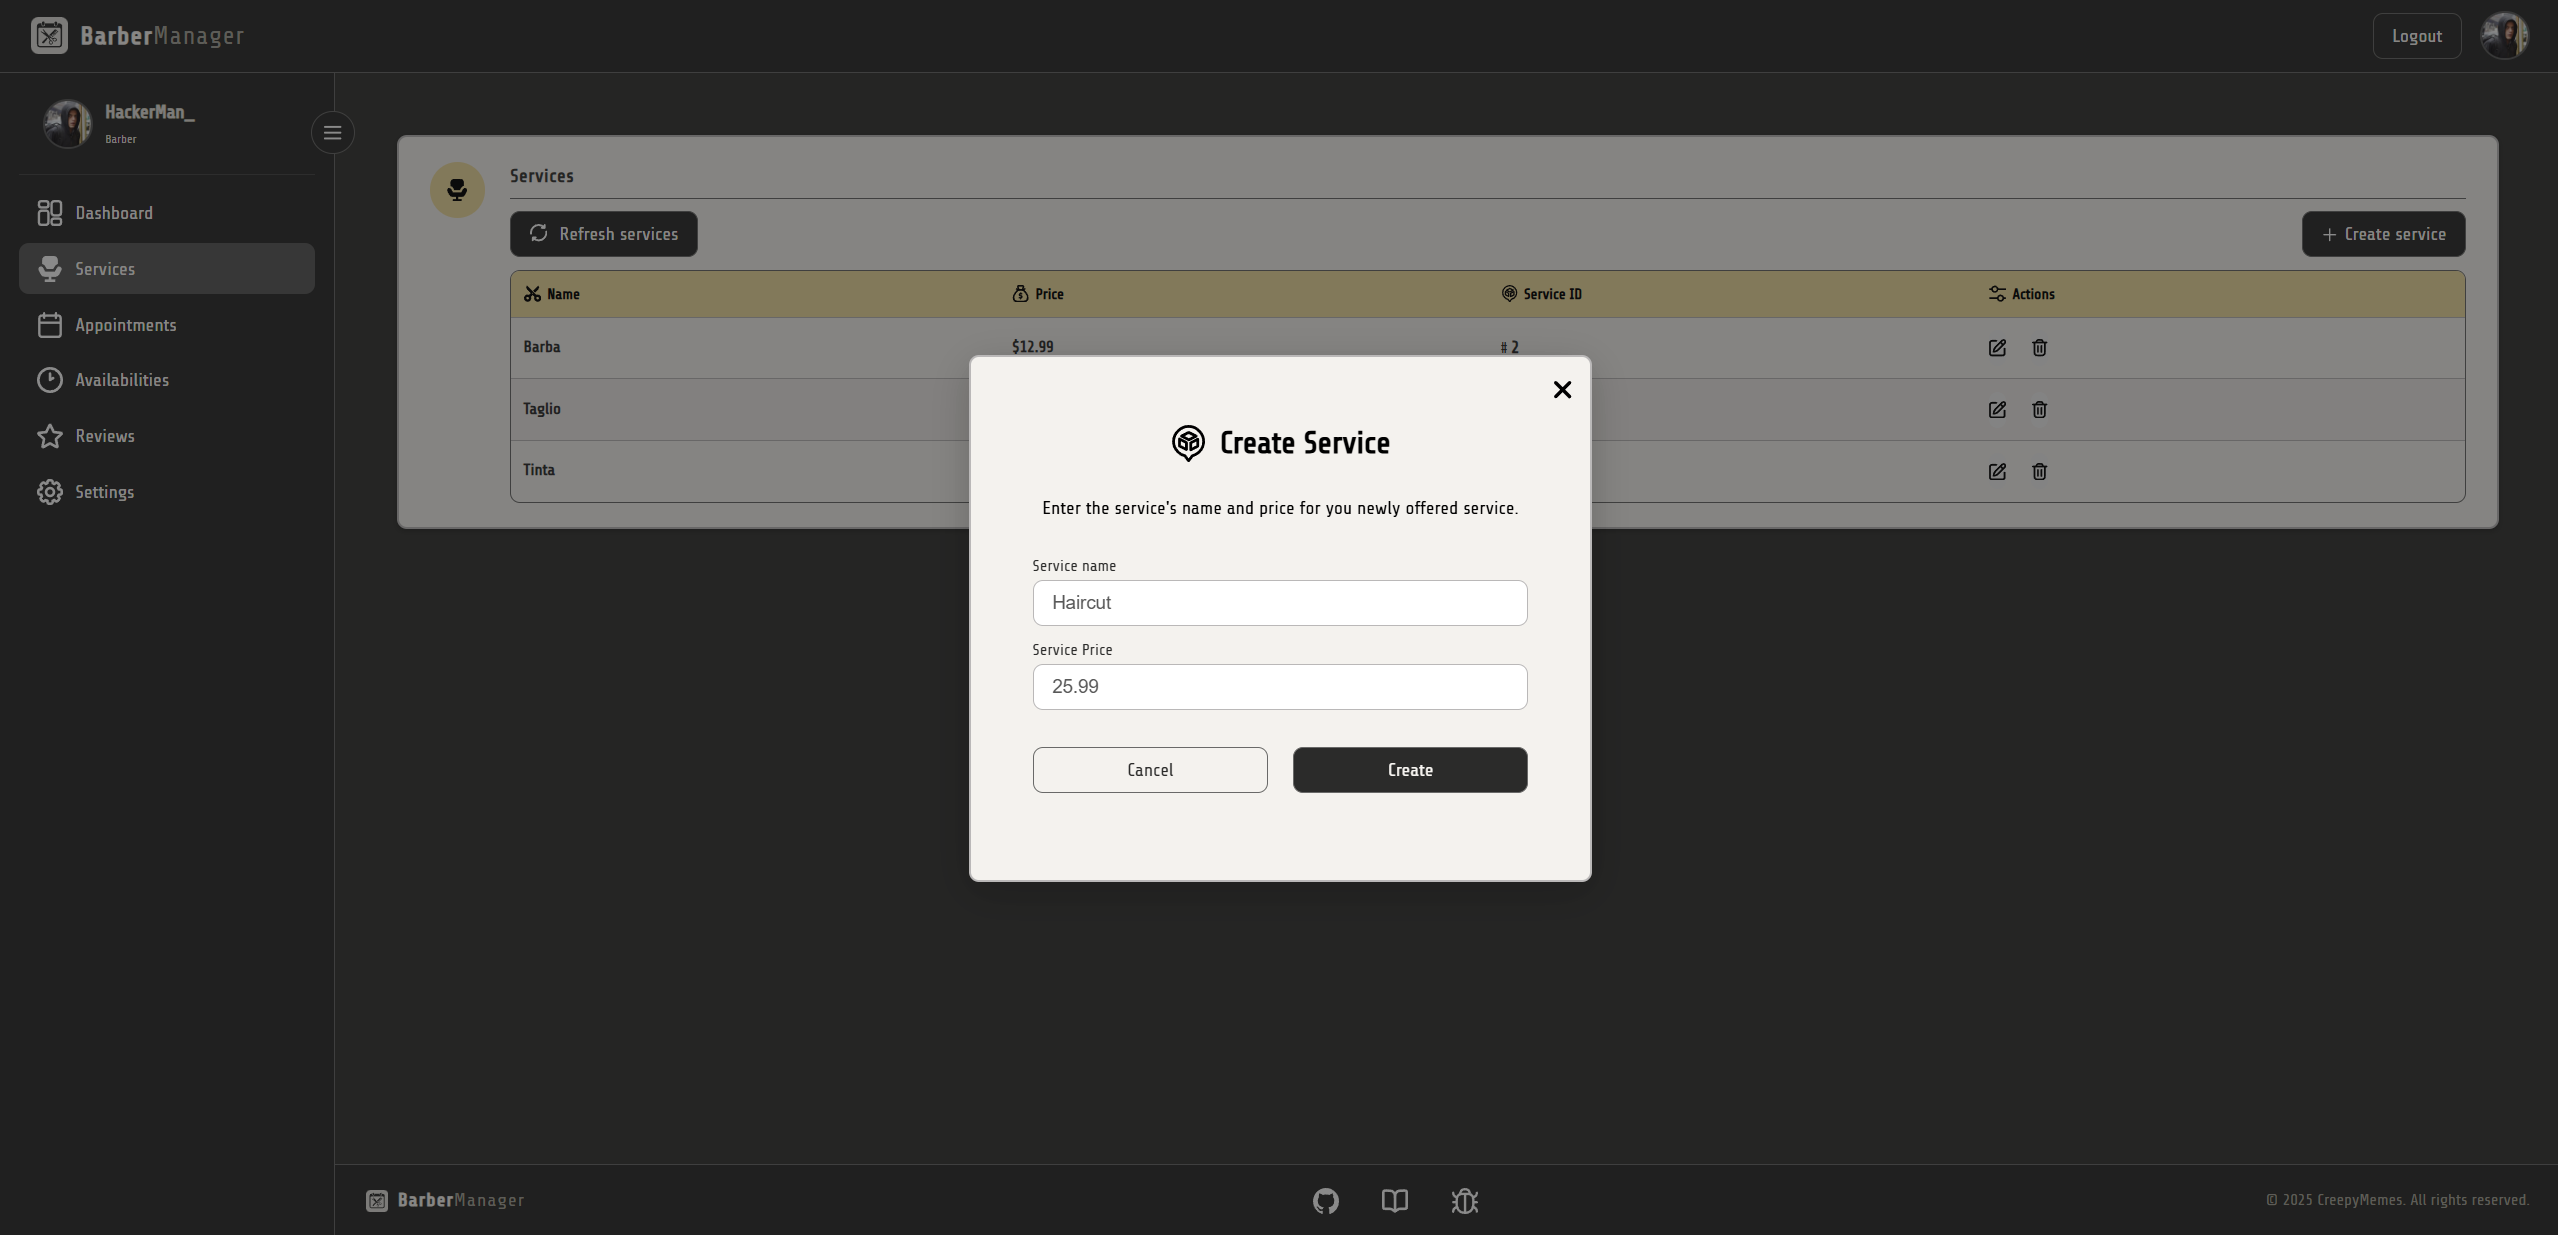 BarberManager
Logout
HackerMan_
Barber
Dashboard
Services
Appointments
Availabilities
Reviews
Settings
Services
Refresh services
+ Create service
Name Price Service ID Actions
Barba $12.99 # 2
Taglio
Tinta
Create Service
Enter the service's name and price for you newly offered service.
Service name
Haircut
Service Price
25.99
Cancel Create
BarberManager
© 2025 CreepyMemes. All rights reserved.